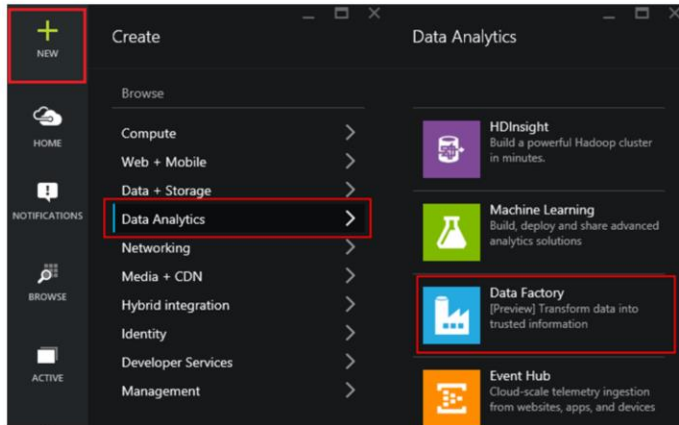 NEW
HOME
NOTIFICATIONS
BROWSE
ACTIVE
Create
Browse
Compute
Web + Mobile
Data + Storage
Data Analytics
Networking
Media + CDN
Hybrid integration
Identity
Developer Services
Management
Data Analytics
HDInsight
Build a powerful Hadoop cluster
in minutes.
Machine Learning
Build, deploy and share advanced
analytics solutions
Data Factory
[Preview] Transform data into
trusted information
Event Hub
Cloud-scale telemetry ingestion
from websites, apps, and devices